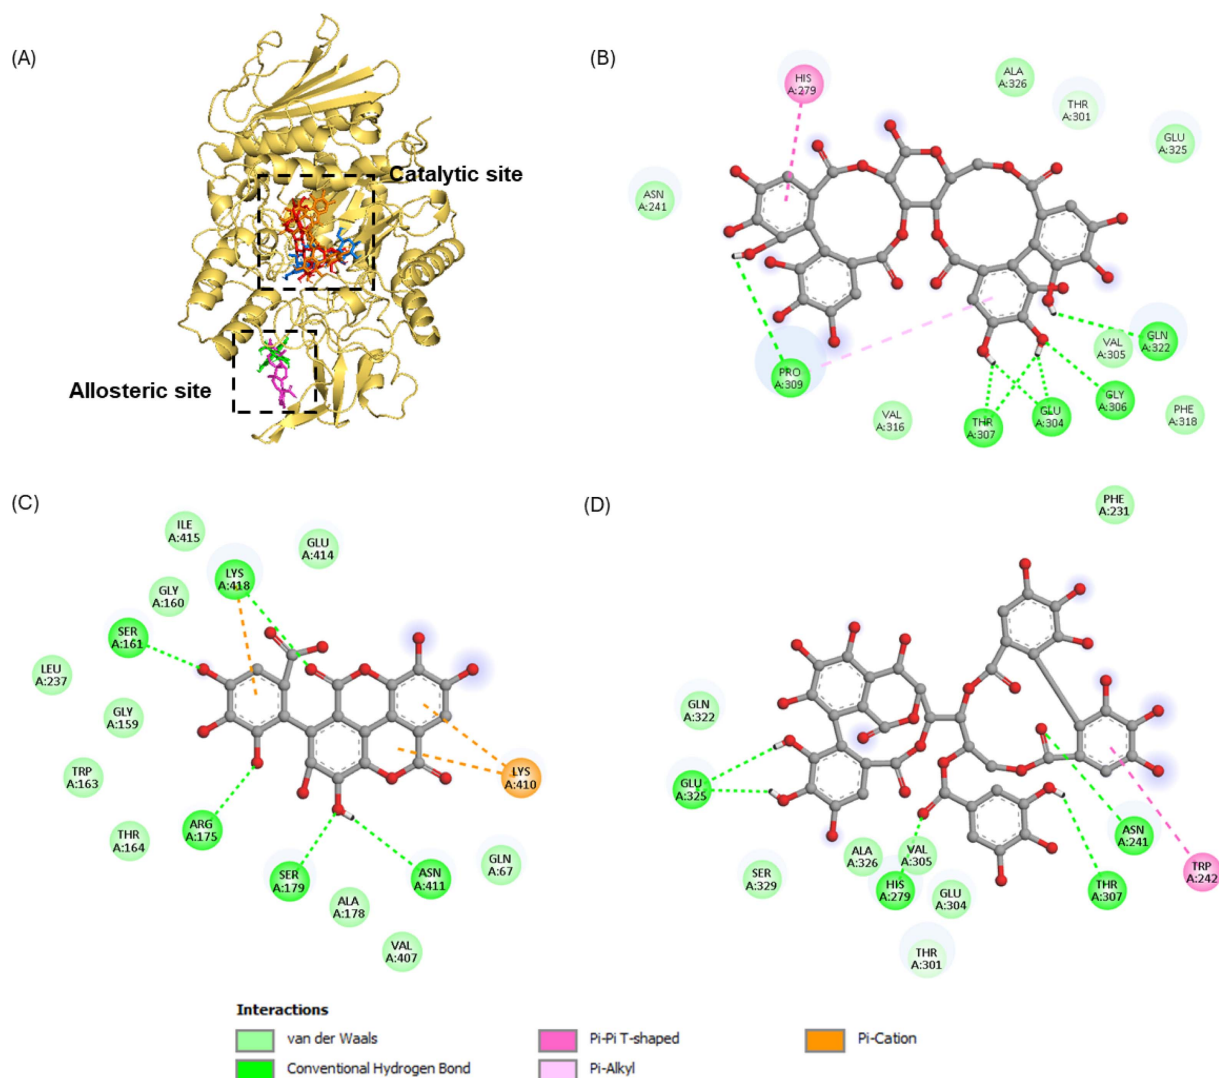 (A)
Catalytic site
Allosteric site
(B)
HIS
A:279
ALA
A:326
THR
A:301
GLU
A:325
ASN
A:241
PRO
A:309
VAL
A:316
THR
A:307
GLU
A:304
GLY
A:306
VAL
A:305
GLN
A:322
PHE
A:318
(C)
ILE
A:415
GLU
A:414
LYS
A:418
GLY
A:160
SER
A:161
LEU
A:237
GLY
A:159
TRP
A:163
THR
A:164
ARG
A:175
SER
A:179
ALA
A:178
VAL
A:407
ASN
A:411
GLN
A:67
LYS
A:410
(D)
PHE
A:231
GLN
A:322
GLU
A:325
SER
A:329
ALA
A:326
VAL
A:305
HIS
A:279
GLU
A:304
THR
A:301
ASN
A:241
THR
A:307
TRP
A:242
Interactions
van der Waals
Conventional Hydrogen Bond
Pi-Pi T-shaped
Pi-Alkyl
Pi-Cation